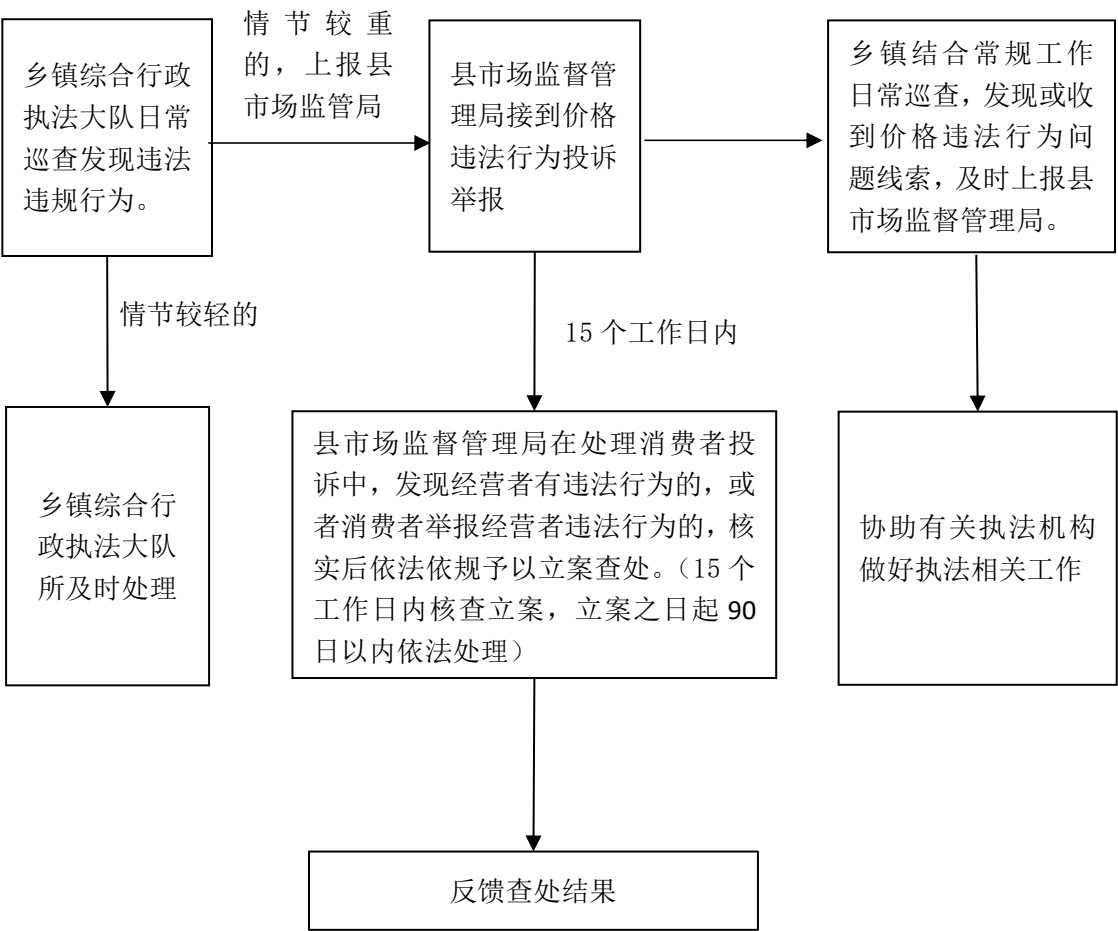 乡镇综合行政
执法大队日常
巡查发现违法
违规行为。
情节较重
的，上报县
市场监管局
县市场监督管
理局接到价格
违法行为投诉
举报
乡镇结合常规工作
日常巡查，发现或收
到价格违法行为问
题线索，及时上报县
市场监督管理局。
情节较轻的
15个工作日内
乡镇综合行
政执法大队
所及时处理
县市场监督管理局在处理消费者投
诉中，发现经营者有违法行为的，或
者消费者举报经营者违法行为的，核
实后依法依规予以立案查处。（15个
工作日内核查立案，立案之日起90
日以内依法处理）
协助有关执法机构
做好执法相关工作
反馈查处结果